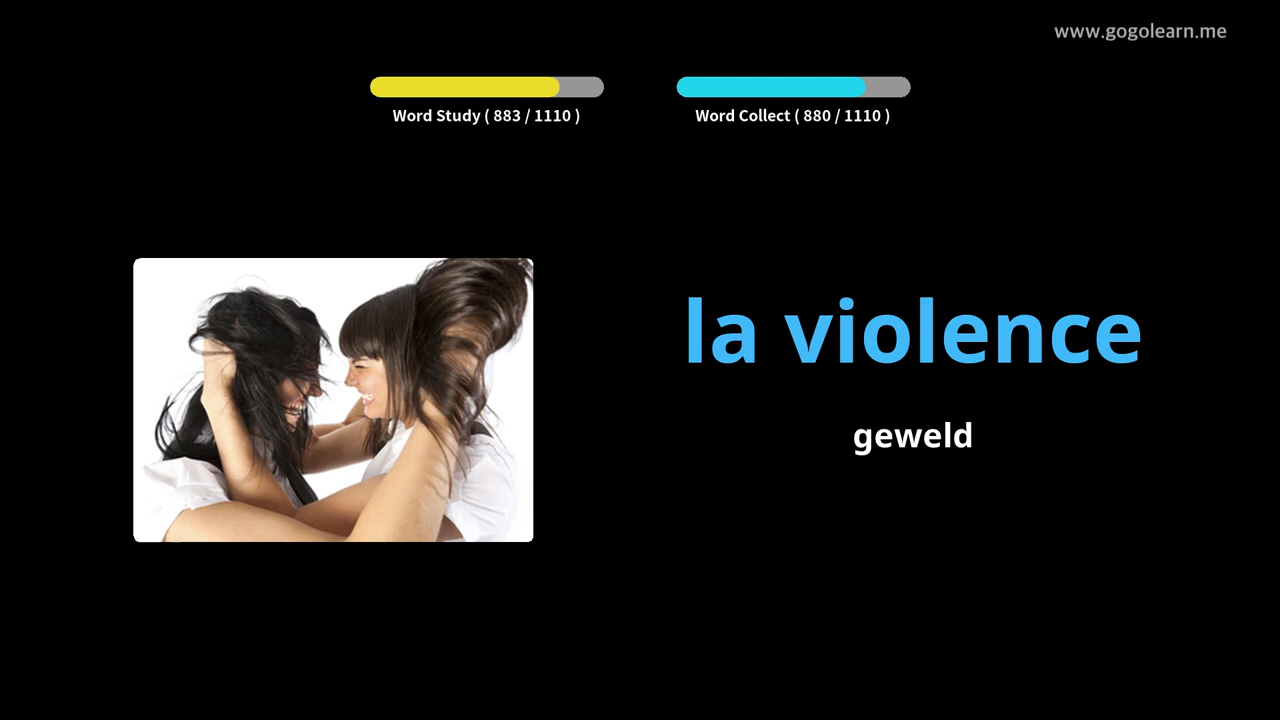 www.gogolearn.me
Word Study ( 883 / 1110 )
Word Collect ( 880 / 1110 )
la violence
geweld